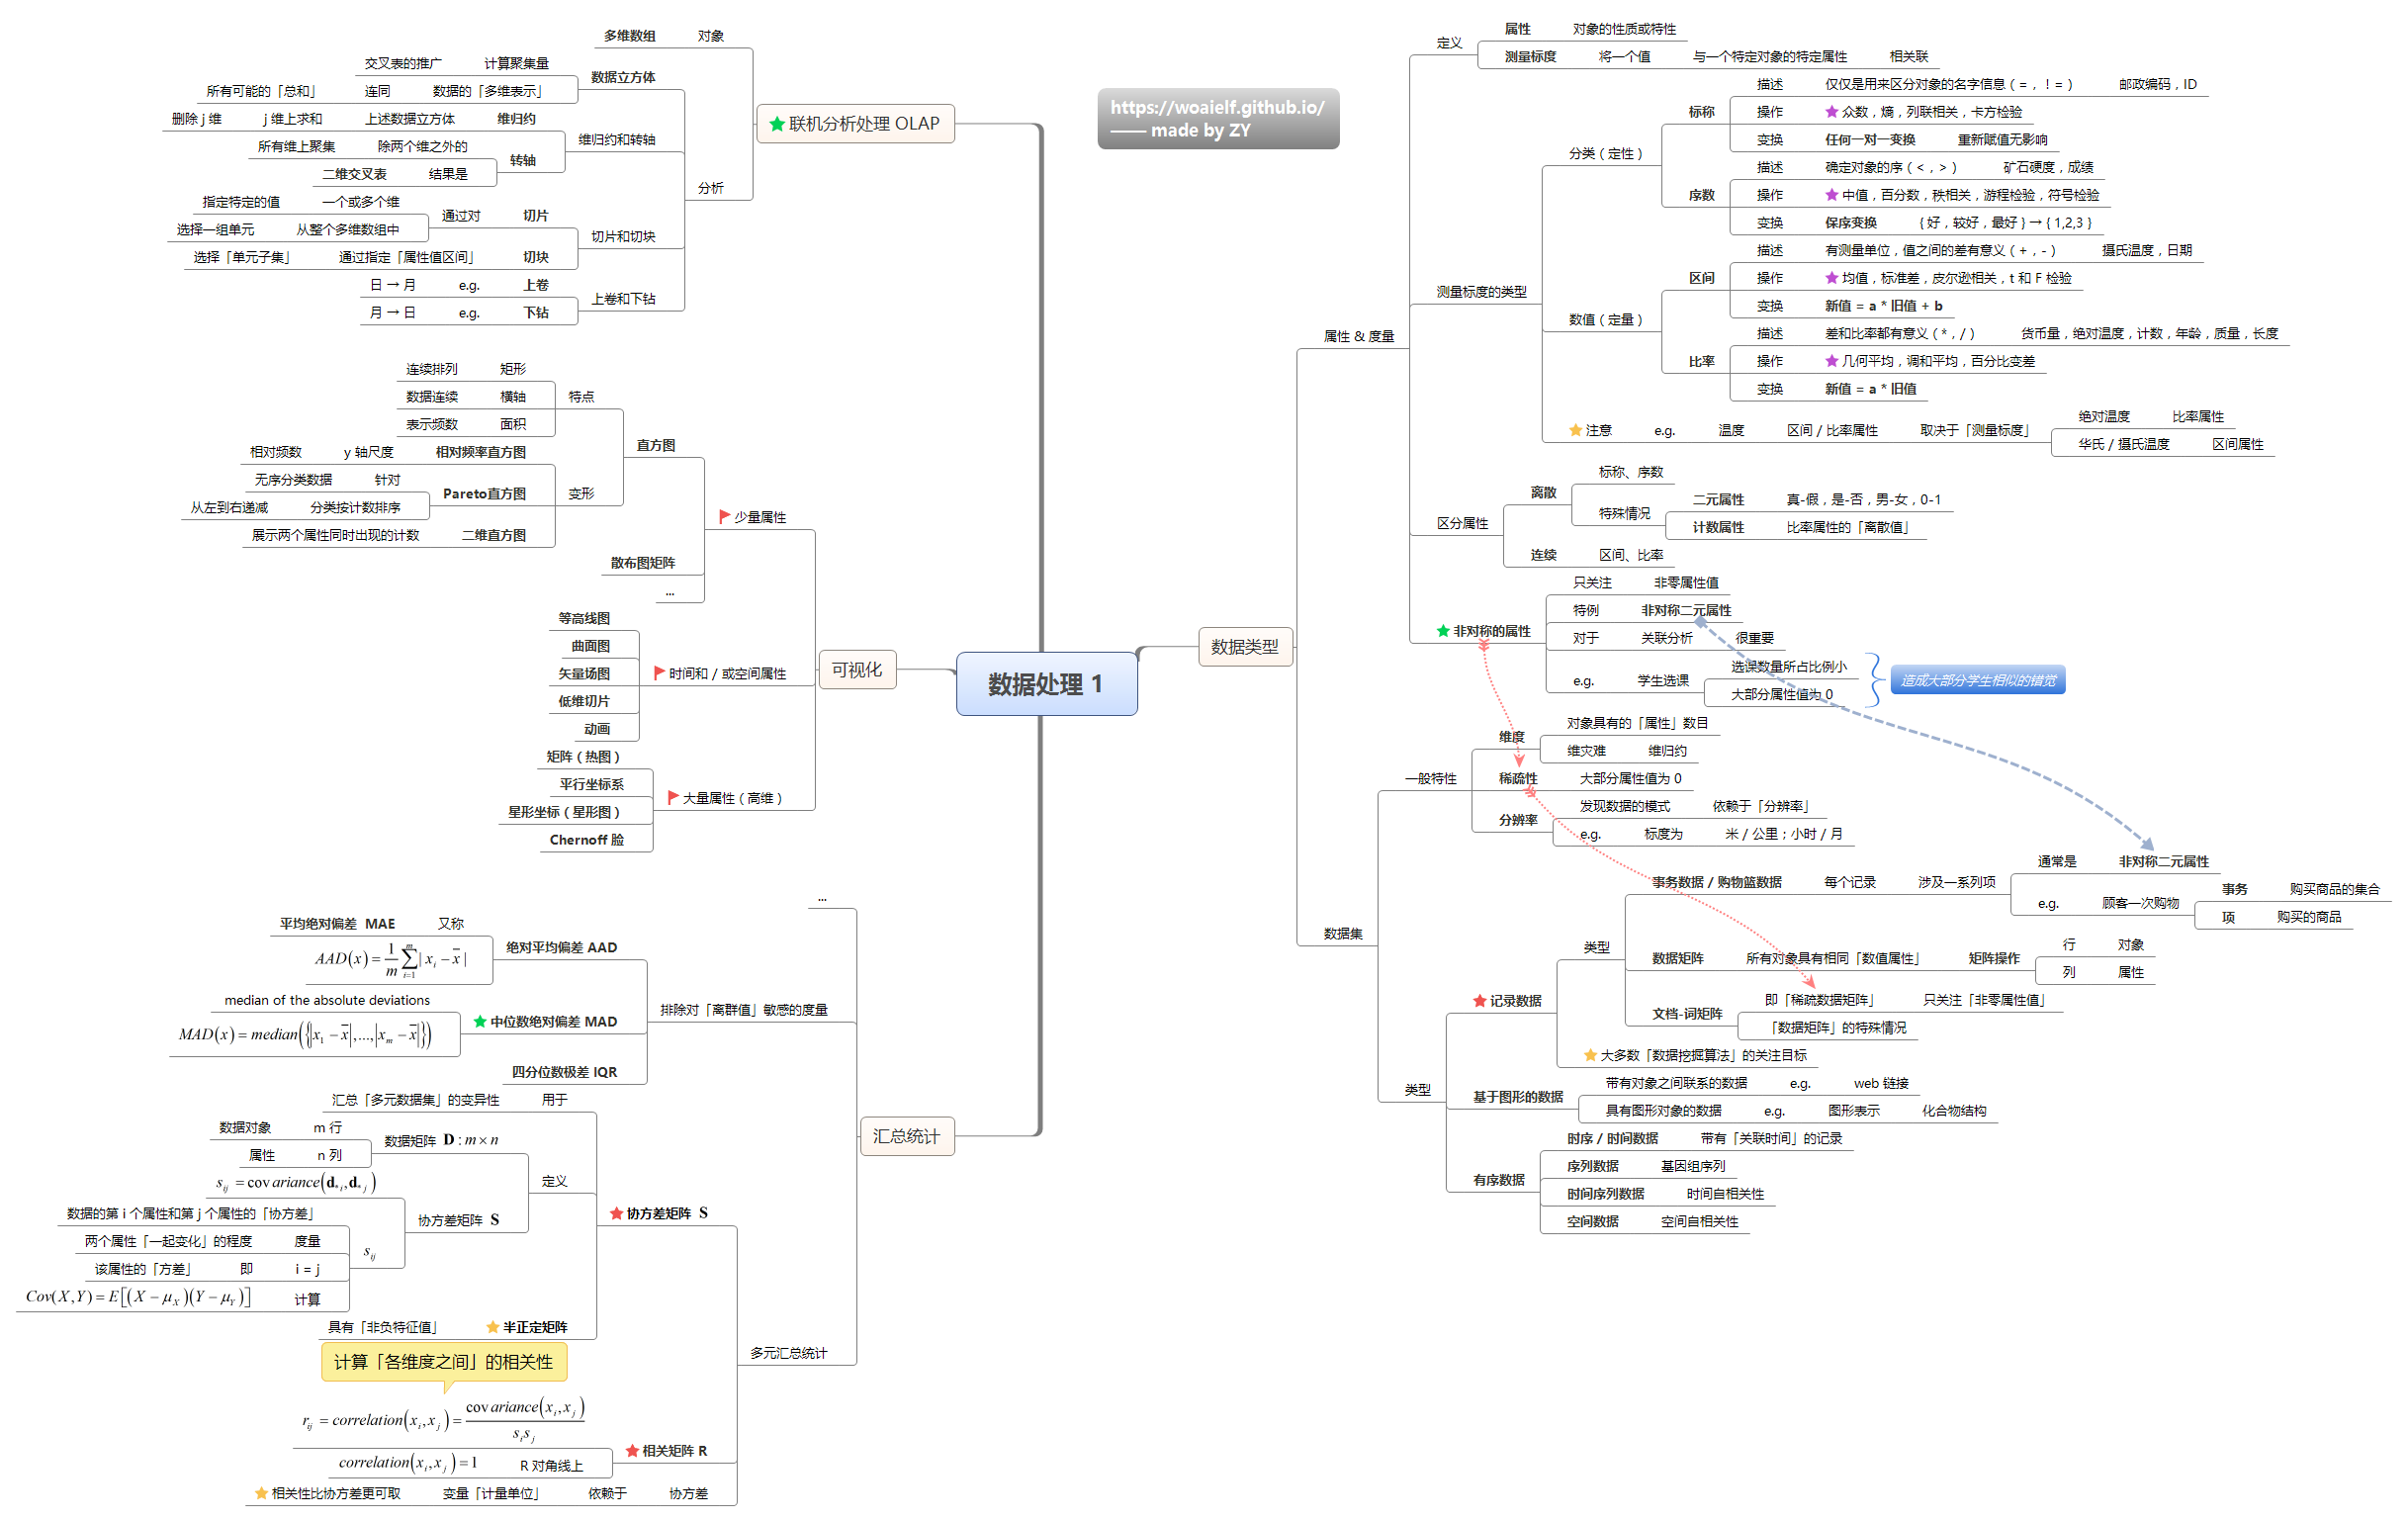 数据处理 1
https://woaielf.github.io/
—— made by ZY
数据类型
属性 & 度量
定义
属性 对象的性质或特性
测量标度 将一个值 与一个特定对象的特定属性 相关联
测量标度的类型
分类（定性）
标称
描述 仅仅是用来区分对象的名字信息（=，！=） 邮政编码，ID
操作 众数，熵，列联相关，卡方检验
变换 任何一对一变换 重新赋值无影响
序数
描述 确定对象的序（<，>） 矿石硬度，成绩
操作 中值，百分数，秩相关，游程检验，符号检验
变换 保序变换 { 好，较好，最好 } → { 1,2,3 }
数值（定量）
区间
描述 有测量单位，值之间的差有意义（+，-） 摄氏温度，日期
操作 均值，标准差，皮尔逊相关，t 和 F 检验
变换 新值 = a * 旧值 + b
比率
描述 差和比率都有意义（*，/） 货币量，绝对温度，计数，年龄，质量，长度
操作 几何平均，调和平均，百分比变差
变换 新值 = a * 旧值
注意 e.g. 温度 区间 / 比率属性 取决于「测量标度」
绝对温度 比率属性
华氏 / 摄氏温度 区间属性
区分属性
离散
标称、序数
特殊情况
二元属性 真-假，是-否，男-女，0-1
计数属性 比率属性的「离散值」
连续 区间、比率
非对称的属性
只关注 非零属性值
特例 非对称二元属性
对于 关联分析 很重要
e.g. 学生选课
选课数量所占比例小
大部分属性值为 0
造成大部分学生相似的错觉
数据集
一般特性
维度
对象具有的「属性」数目
维灾难 维归约
稀疏性 大部分属性值为 0
分辨率
发现数据的模式 依赖于「分辨率」
e.g. 标度为 米 / 公里；小时 / 月
类型
记录数据
类型
事务数据 / 购物篮数据 每个记录 涉及一系列项
通常是 非对称二元属性
e.g. 顾客一次购物
事务 购买商品的集合
项 购买的商品
数据矩阵 所有对象具有相同「数值属性」 矩阵操作
行 对象
列 属性
文档-词矩阵
即「稀疏数据矩阵」 只关注「非零属性值」
「数据矩阵」的特殊情况
大多数「数据挖掘算法」的关注目标
基于图形的数据
带有对象之间联系的数据 e.g. web 链接
具有图形对象的数据 e.g. 图形表示 化合物结构
有序数据
时序 / 时间数据 带有「关联时间」的记录
序列数据 基因组序列
时间序列数据 时间自相关性
空间数据 空间自相关性
联机分析处理 OLAP
多维数组 对象
分析
数据立方体
交叉表的推广 计算聚集量
所有可能的「总和」 连同 数据的「多维表示」
维归约和转轴
删除 j 维 j 维上求和 上述数据立方体 维归约
转轴
所有维上聚集 除两个维之外的
二维交叉表 结果是
切片和切块
通过对 切片
指定特定的值 一个或多个维
选择一组单元 从整个多维数组中
选择「单元子集」 通过指定「属性值区间」 切块
上卷和下钻
日 → 月 e.g. 上卷
月 → 日 e.g. 下钻
可视化
少量属性
直方图
特点
连续排列 矩形
数据连续 横轴
表示频数 面积
变形
相对频数 y 轴尺度 相对频率直方图
Pareto直方图
无序分类数据 针对
从左到右递减 分类按计数排序
展示两个属性同时出现的计数 二维直方图
散布图矩阵
...
时间和 / 或空间属性
等高线图
曲面图
矢量场图
低维切片
动画
大量属性（高维）
矩阵（热图）
平行坐标系
星形坐标（星形图）
Chernoff 脸
汇总统计
...
排除对「离群值」敏感的度量
绝对平均偏差 AAD
平均绝对偏差 MAE 又称
AAD(x) = \frac{1}{m} \sum_{i=1}^{m} | x_i − \overline{x} |
中位数绝对偏差 MAD
median of the absolute deviations
MAD(x) = median({|x_1 − \overline{x}|,...,|x_m − \overline{x}|})
四分位数极差 IQR
多元汇总统计
协方差矩阵 S
汇总「多元数据集」的变异性 用于
定义
数据矩阵 D : m × n
数据对象 m 行
属性 n 列
协方差矩阵 S
s_{ij} = covariance(d_{*i}, d_{*j})
s_{ij}
数据的第 i 个属性和第 j 个属性的「协方差」
两个属性「一起变化」的程度 度量
该属性的「方差」 即 i = j
Cov(X,Y) = E[(X − μ_X)(Y − μ_Y)] 计算
具有「非负特征值」 半正定矩阵
计算「各维度之间」的相关性
相关矩阵 R
r_{ij} = correlation(x_i, x_j) = \frac{covariance(x_i, x_j)}{s_i s_j}
correlation(x_i, x_j) = 1 R 对角线上
相关性比协方差更可取 变量「计量单位」 依赖于 协方差